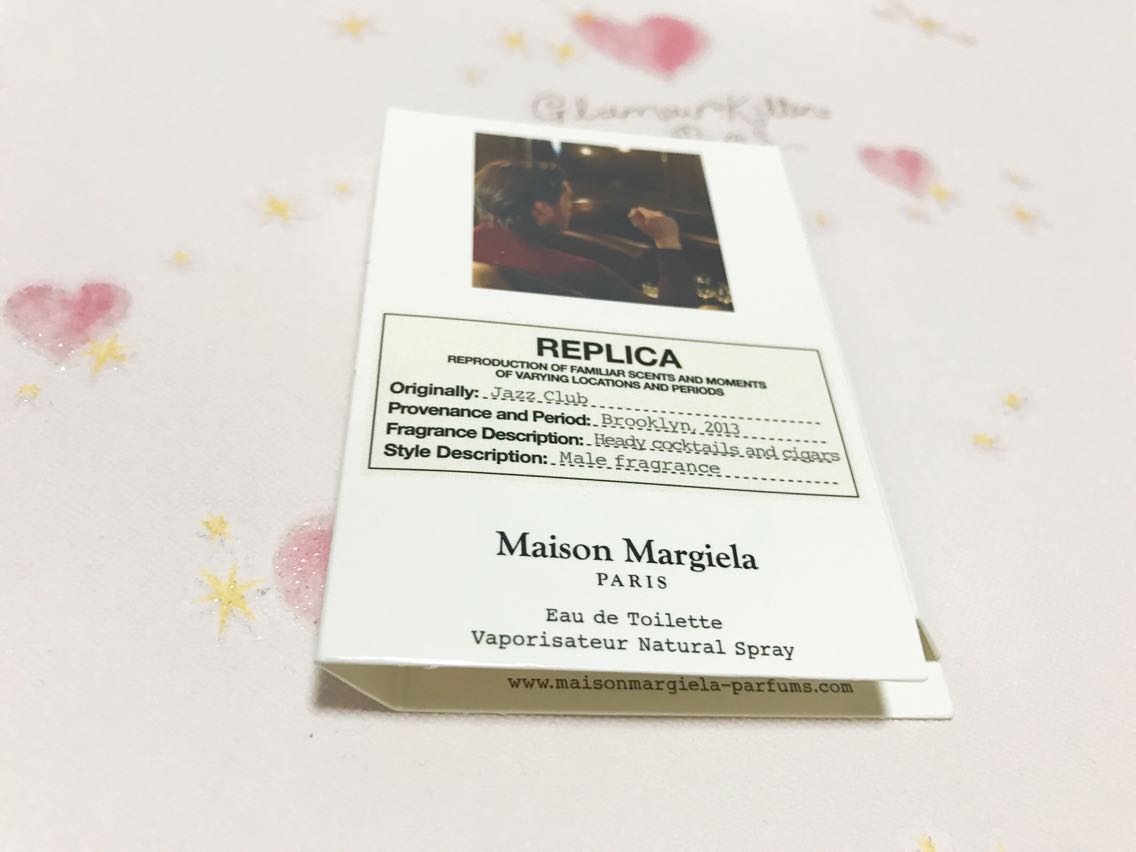 REPLICA
REPRODUCTION OF FAMILIAR SCENTS AND MOMENTS
OF VARYING LOCATIONS AND PERIODS
Originally: Jazz Club
Provenance and Period: Brooklyn, 2013
Fragrance Description: Heady cocktails and cigars
Style Description: Male fragrance
Maison Margiela
PARIS
Eau de Toilette
Vaporisateur Natural Spray
www.maisonmargiela-parfums.com